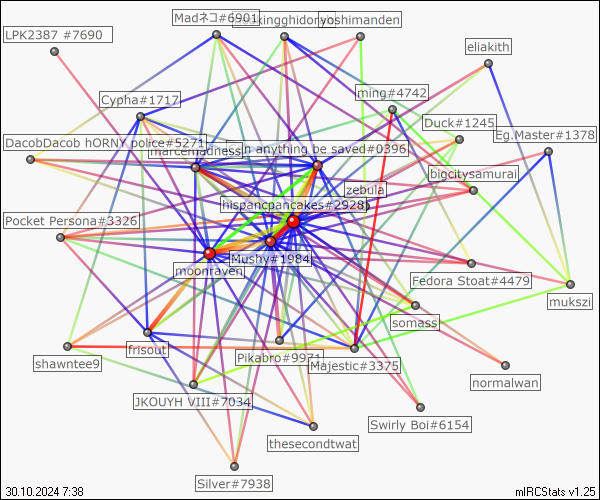 Madネコ#6901
yoshimanden
LPK2387 #7690
eliakith
ming#4742
Cypha#1717
Duck#1245
Eg.Master#1378
DacobDacob hORNY police#5271
n anything be saved#0396
marcemadness
bigcitysamurai
zebula
hispancpancakes#2928
Pocket Persona#3326
Mushy#1984
moonraven
Fedora Stoat#4479
mukszi
somass
frisout
Pikabro#9971
shawntee9
Majestic#3375
normalwan
JKOUYH VIII#7034
Swirly Boi#6154
thesecondtwat
Silver#7938
30.10.2024 7:38
mIRCStats v1.25